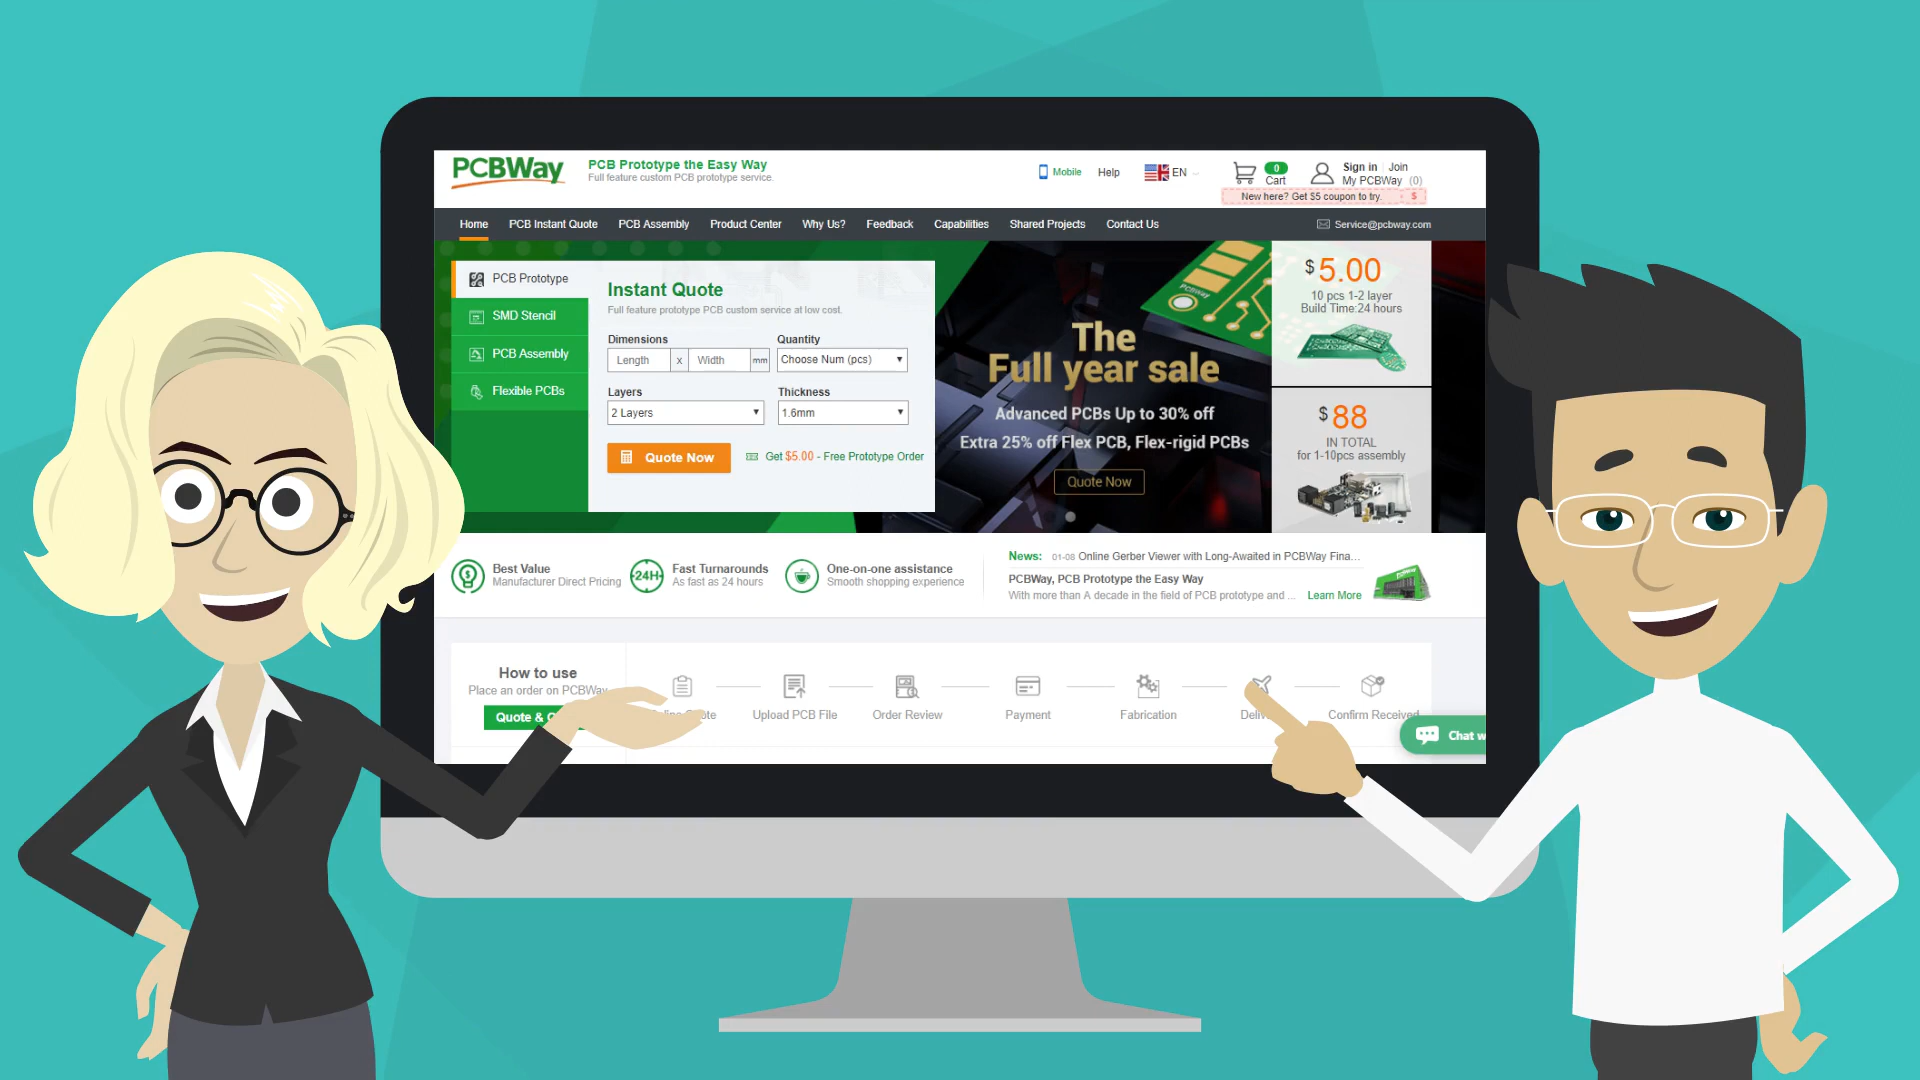 PCBWay
PCB Prototype the Easy Way
Full feature custom PCB prototype service.
Mobile
Help
EN
0
Cart
Sign in
Join
My PCBWay (0)
New here? Get $5 coupon to try.
$
Home
PCB Instant Quote
PCB Assembly
Product Center
Why Us?
Feedback
Capabilities
Shared Projects
Contact Us
Service@pcbway.com
PCB Prototype
SMD Stencil
PCB Assembly
Flexible PCBs
Instant Quote
Full feature prototype PCB custom service at low cost.
Dimensions
Quantity
Length
x
Width
mm
Choose Num (pcs)
Layers
Thickness
2 Layers
1.6mm
Quote Now
Get $5.00 - Free Prototype Order
PCBWay
The
Full year sale
Advanced PCBs Up to 30% off
Extra 25% off Flex PCB, Flex-rigid PCBs
Quote Now
$5.00
10 pcs 1-2 layer
Build Time:24 hours
$88
IN TOTAL
for 1-10pcs assembly
Best Value
Manufacturer Direct Pricing
24H
Fast Turnarounds
As fast as 24 hours
One-on-one assistance
Smooth shopping experience
News: 01-08 Online Gerber Viewer with Long-Awaited in PCBWay Fina...
PCBWay, PCB Prototype the Easy Way
With more than A decade in the field of PCB prototype and ... Learn More
How to use
Place an order on PCBWay
Quote &
Upload PCB File
Order Review
Payment
Fabrication
Confirm Received
Chat w